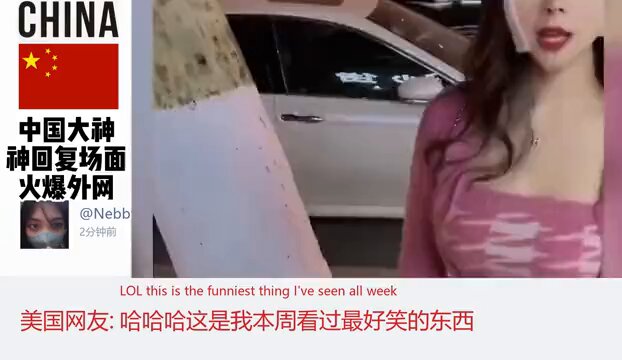 CHINA
中国大神
神回复场面
火爆外网
@Nebb
2分钟前
LOL this is the funniest thing I've seen all week
美国网友: 哈哈哈这是我本周看过最好笑的东西